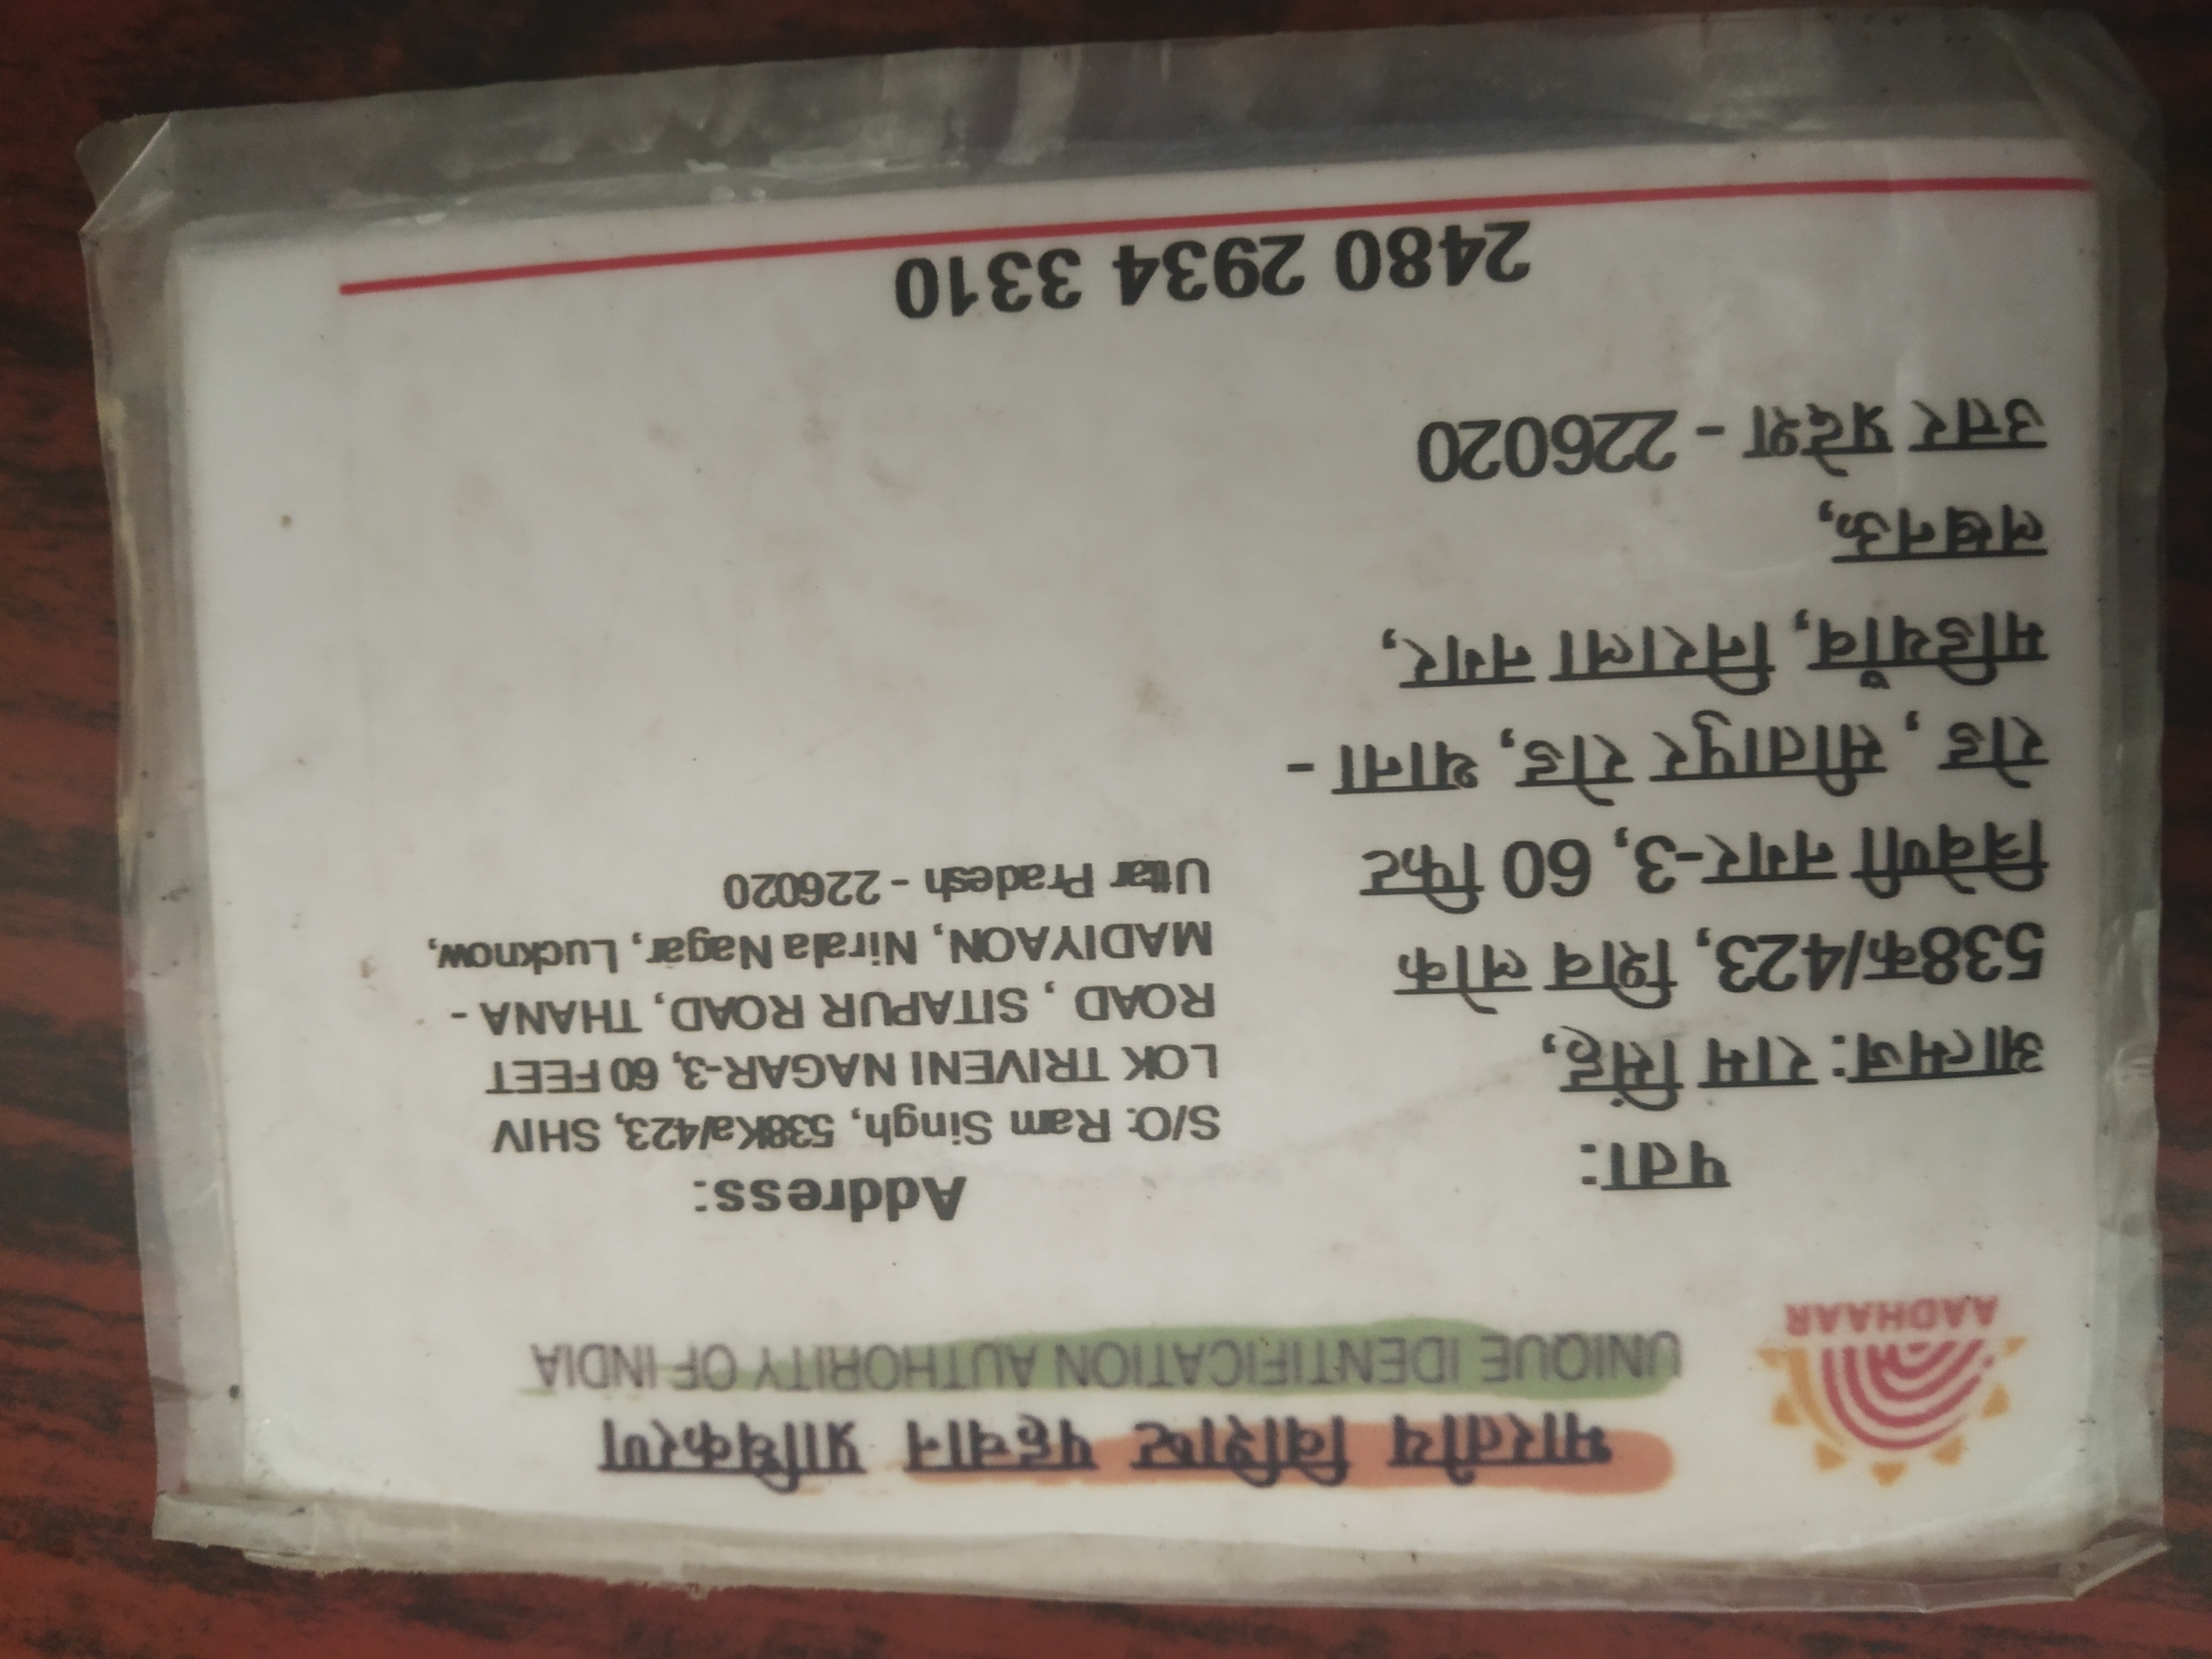 भारतीय विशिष्ट पहचान प्राधिकरण
UNIQUE IDENTIFICATION AUTHORITY OF INDIA
AADHAAR
पता:
आत्मज: राम सिंह,
538क/423, शिव लोक
त्रिवेणी नगर-3, 60 फिट
रोड , सीतापुर रोड, थाना -
मडियाँव, निराला नगर,
लखनऊ,
उत्तर प्रदेश - 226020
Address:
S/O: Ram Singh, 538Ka/423, SHIV
LOK TRIVENI NAGAR-3, 60 FEET
ROAD , SITAPUR ROAD, THANA -
MADIYAON, Nirala Nagar, Lucknow,
Uttar Pradesh - 226020
2480 2934 3310